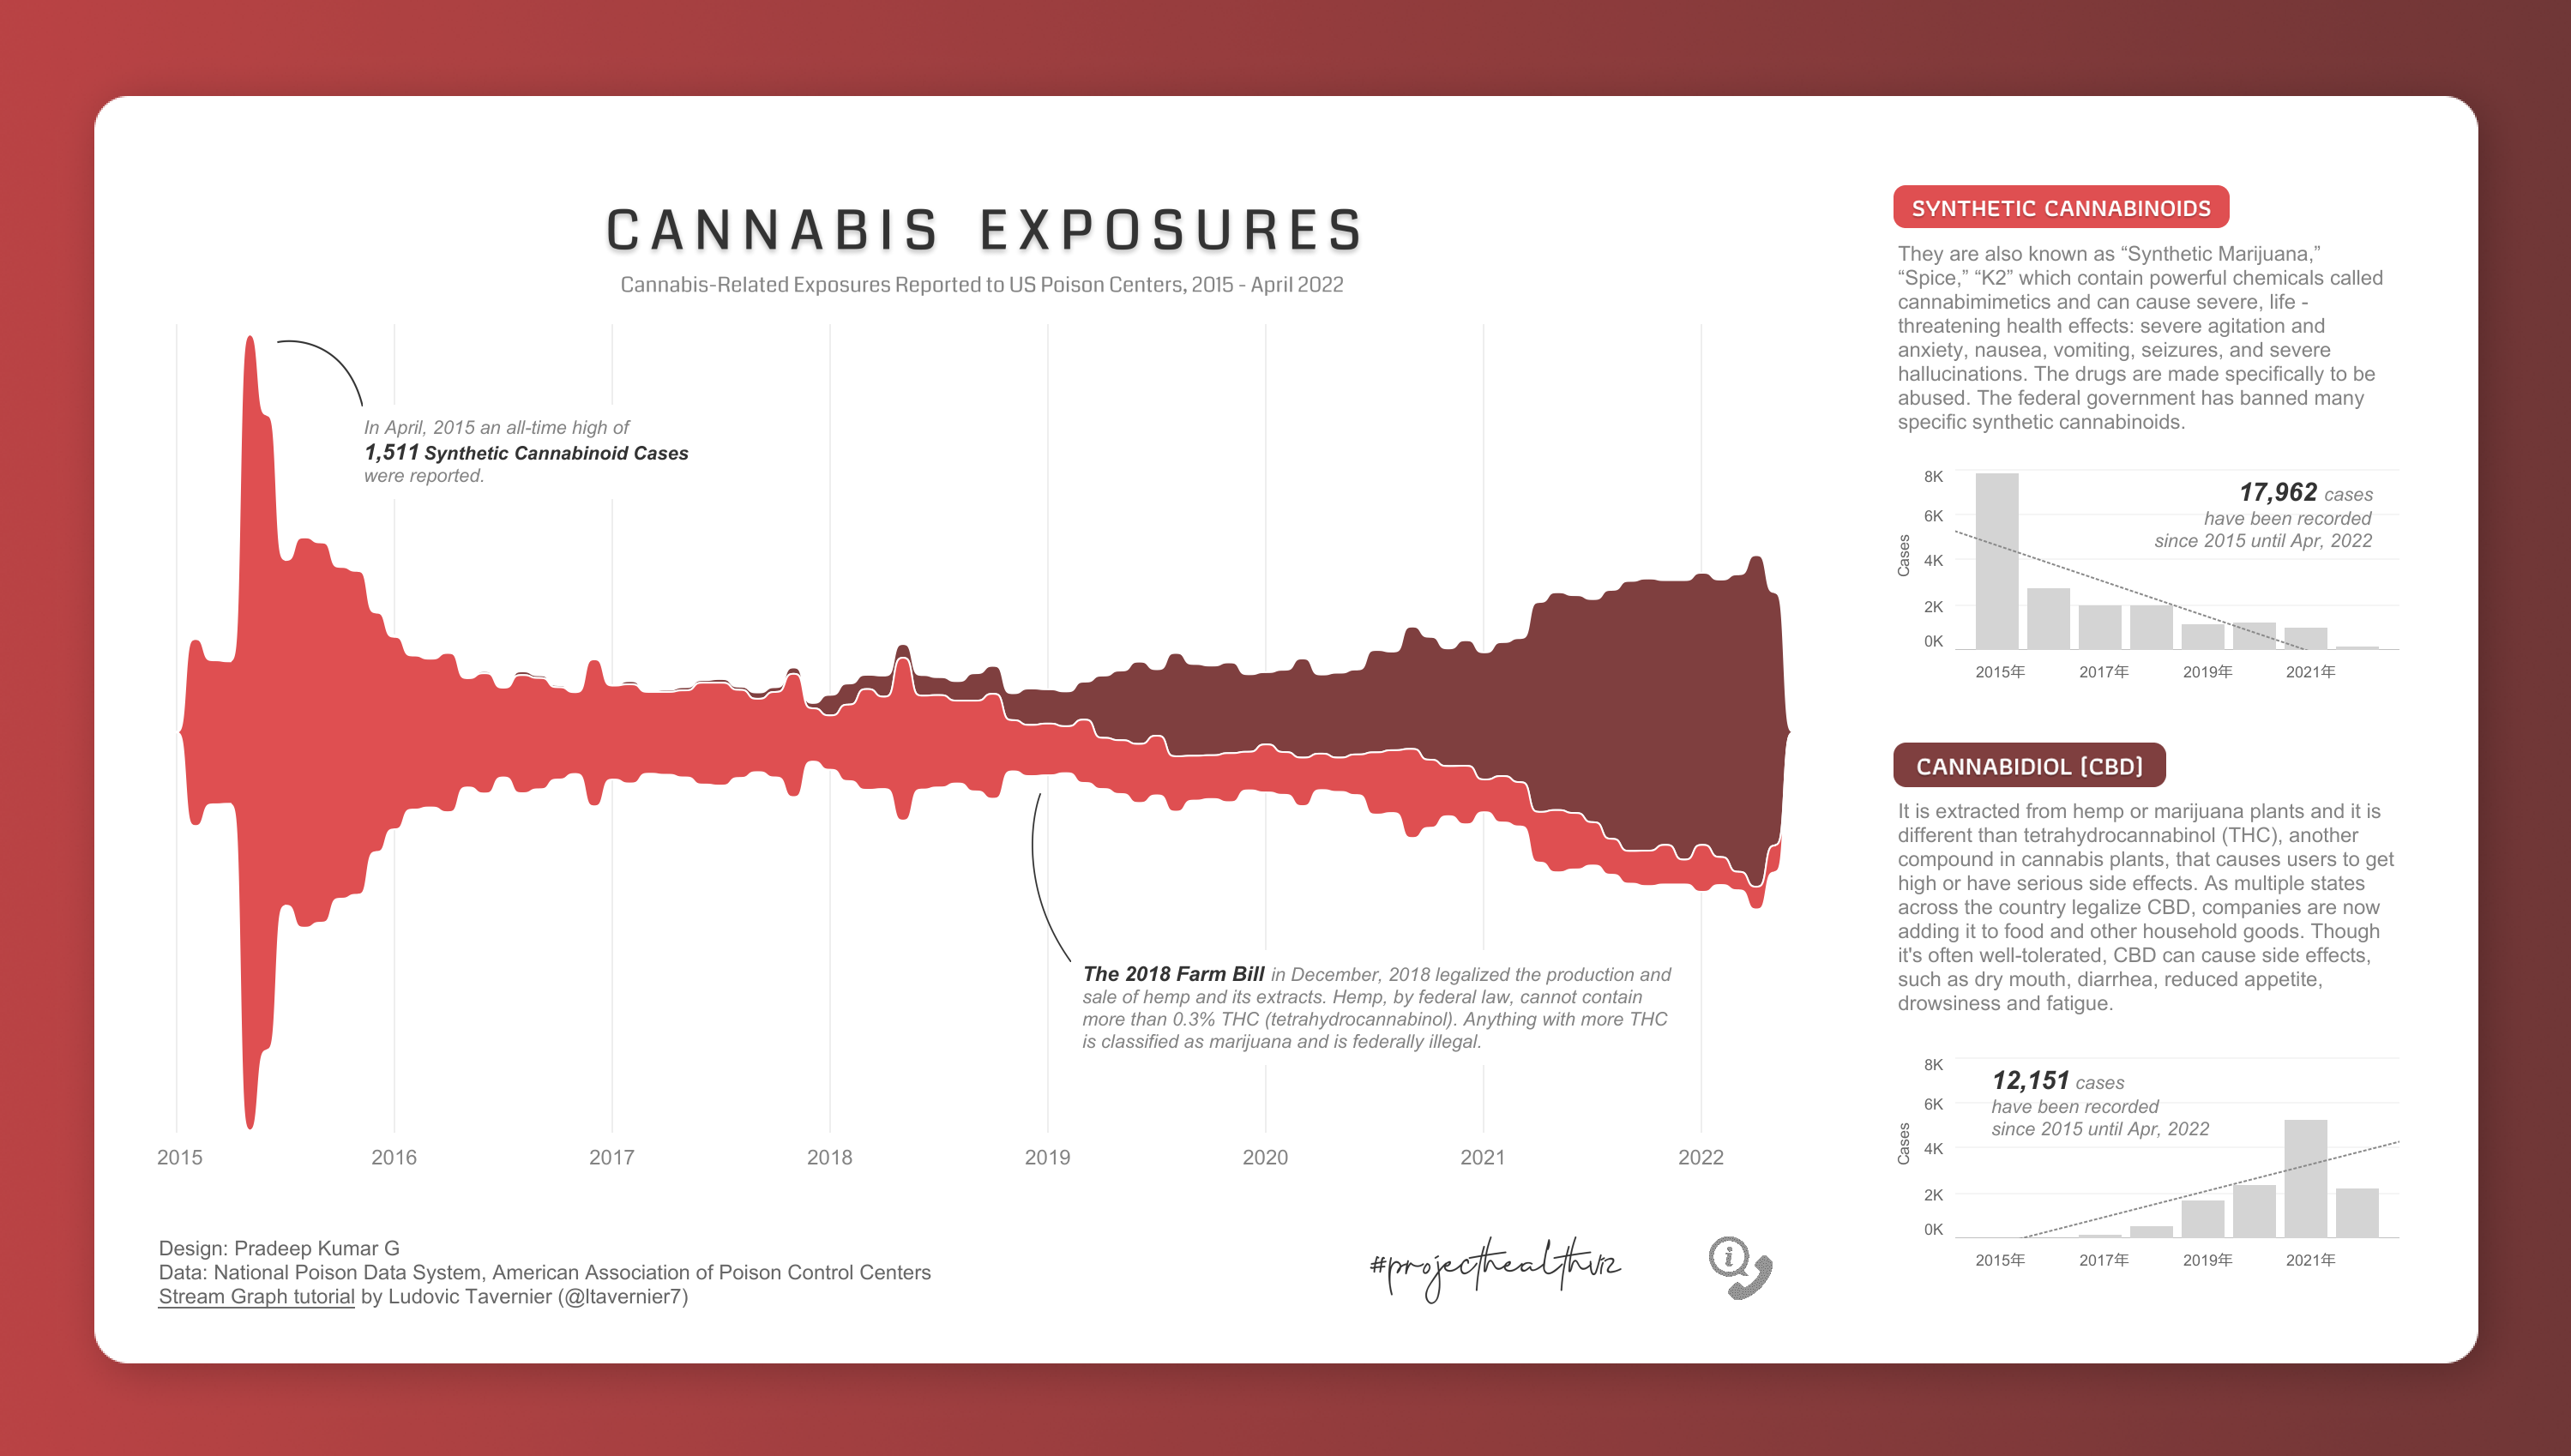 CANNABIS EXPOSURES
Cannabis-Related Exposures Reported to US Poison Centers, 2015 - April 2022
In April, 2015 an all-time high of
1,511 Synthetic Cannabinoid Cases
were reported.
The 2018 Farm Bill in December, 2018 legalized the production and
sale of hemp and its extracts. Hemp, by federal law, cannot contain
more than 0.3% THC (tetrahydrocannabinol). Anything with more THC
is classified as marijuana and is federally illegal.
2015 2016 2017 2018 2019 2020 2021 2022
Design: Pradeep Kumar G
Data: National Poison Data System, American Association of Poison Control Centers
Stream Graph tutorial by Ludovic Tavernier (@ltavernier7)
#projecthealthviz
i
SYNTHETIC CANNABINOIDS
They are also known as “Synthetic Marijuana,”
“Spice,” “K2” which contain powerful chemicals called
cannabimimetics and can cause severe, life -
threatening health effects: severe agitation and
anxiety, nausea, vomiting, seizures, and severe
hallucinations. The drugs are made specifically to be
abused. The federal government has banned many
specific synthetic cannabinoids.
Cases
8K
6K
4K
2K
0K
17,962 cases
have been recorded
since 2015 until Apr, 2022
2015年 2017年 2019年 2021年
CANNABIDIOL (CBD)
It is extracted from hemp or marijuana plants and it is
different than tetrahydrocannabinol (THC), another
compound in cannabis plants, that causes users to get
high or have serious side effects. As multiple states
across the country legalize CBD, companies are now
adding it to food and other household goods. Though
it's often well-tolerated, CBD can cause side effects,
such as dry mouth, diarrhea, reduced appetite,
drowsiness and fatigue.
Cases
8K
6K
4K
2K
0K
12,151 cases
have been recorded
since 2015 until Apr, 2022
2015年 2017年 2019年 2021年